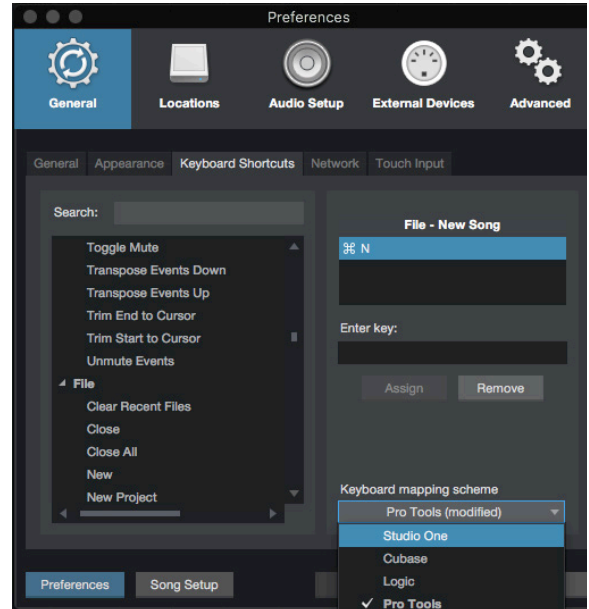 Preferences
General Locations Audio Setup External Devices Advanced
General Appearance Keyboard Shortcuts Network Touch Input
Search:
Toggle Mute
Transpose Events Down
Transpose Events Up
Trim End to Cursor
Trim Start to Cursor
Unmute Events
File
Clear Recent Files
Close
Close All
New
New Project
File - New Song
⌘ N
Enter key:
Assign Remove
Keyboard mapping scheme
Pro Tools (modified)
Studio One
Cubase
Logic
✓ Pro Tools
Preferences Song Setup